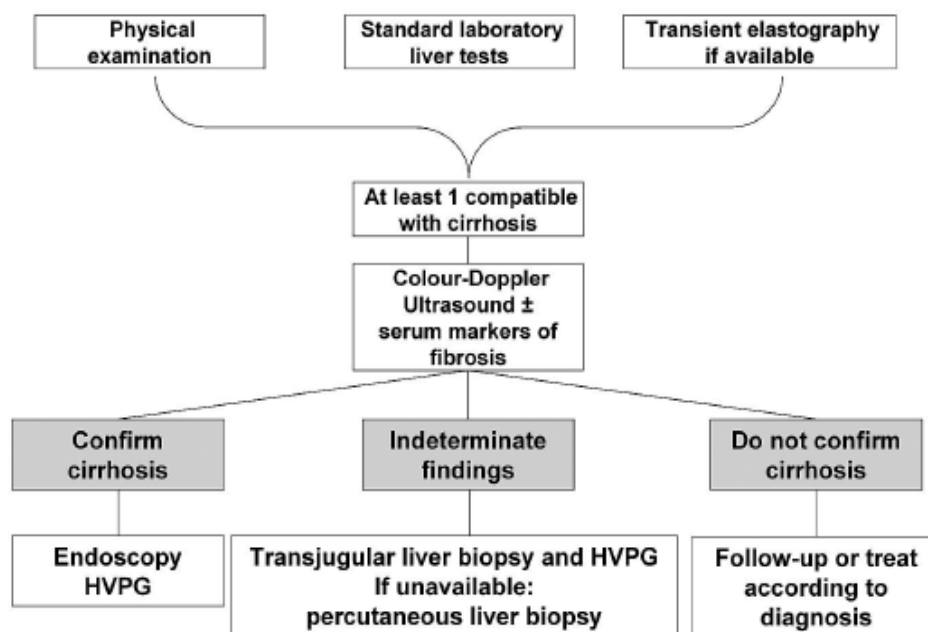 Physical
examination
Standard laboratory
liver tests
Transient elastography
if available
At least 1 compatible
with cirrhosis
Colour-Doppler
Ultrasound ±
serum markers of
fibrosis
Confirm
cirrhosis
Indeterminate
findings
Do not confirm
cirrhosis
Endoscopy
HVPG
Transjugular liver biopsy and HVPG
If unavailable:
percutaneous liver biopsy
Follow-up or treat
according to
diagnosis